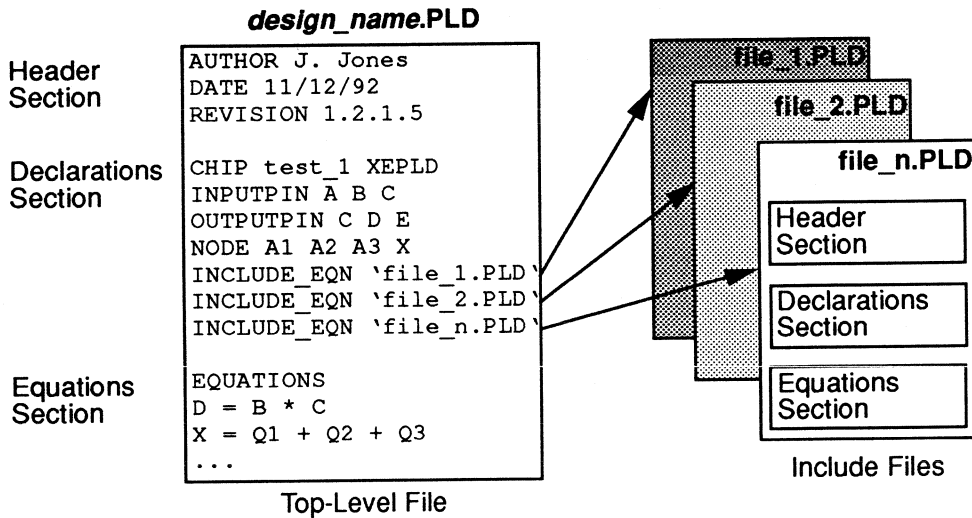 design_name.PLD
Header
Section
AUTHOR J. Jones
DATE 11/12/92
REVISION 1.2.1.5
Declarations
Section
CHIP test_1 XEPLD
INPUTPIN A B C
OUTPUTPIN C D E
NODE A1 A2 A3 X
INCLUDE_EQN `file_1.PLD`
INCLUDE_EQN `file_2.PLD`
INCLUDE_EQN `file_n.PLD`
Equations
Section
EQUATIONS
D = B * C
X = Q1 + Q2 + Q3
...
Top-Level File
file_1.PLD
file_2.PLD
file_n.PLD
Header
Section
Declarations
Section
Equations
Section
Include Files